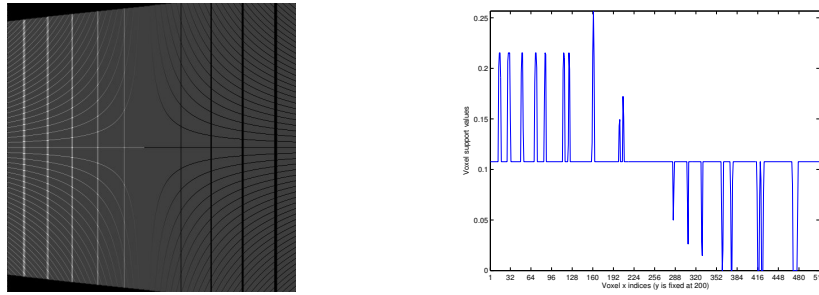 0.25
0.2
0.15
0.1
0.05
0
1 32 64 96 128 160 192 224 256 288 320 352 384 416 448 480 51
Voxel support values
Voxel x indices (y is fixed at 200)